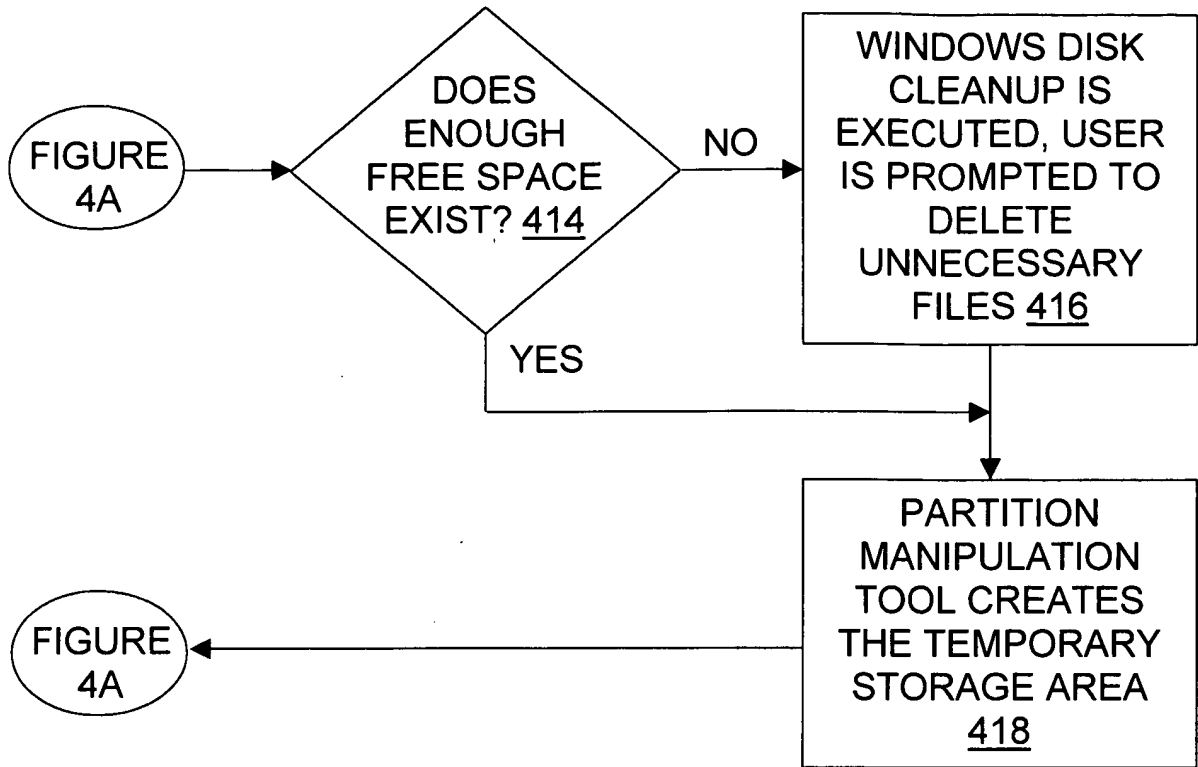 FIGURE
4A
DOES
ENOUGH
FREE SPACE
EXIST? 414
NO
WINDOWS DISK
CLEANUP IS
EXECUTED, USER
IS PROMPTED TO
DELETE
UNNECESSARY
FILES 416
YES
PARTITION
MANIPULATION
TOOL CREATES
THE TEMPORARY
STORAGE AREA
418
FIGURE
4A